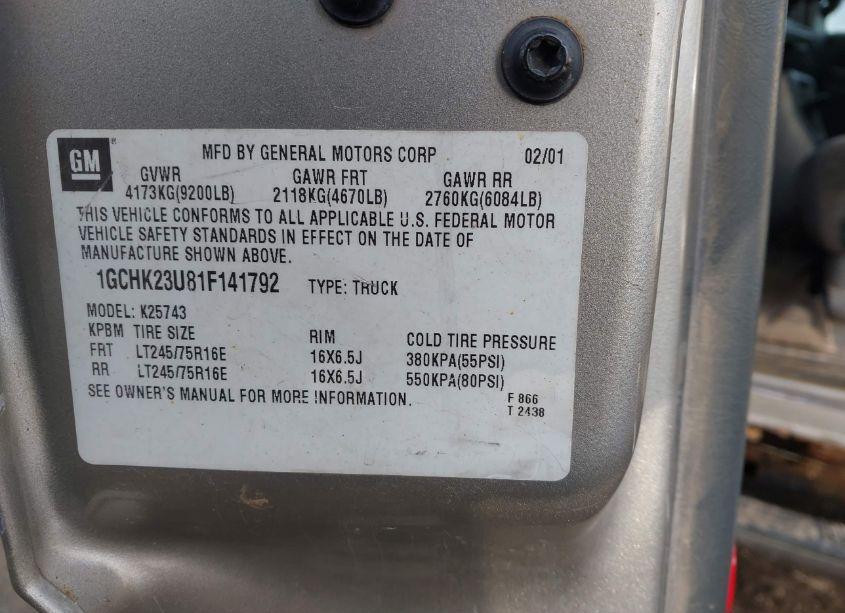 GM
MFD BY GENERAL MOTORS CORP 02/01
GVWR GAWR FRT GAWR RR
4173KG(9200LB) 2118KG(4670LB) 2760KG(6084LB)
THIS VEHICLE CONFORMS TO ALL APPLICABLE U.S. FEDERAL MOTOR
VEHICLE SAFETY STANDARDS IN EFFECT ON THE DATE OF
MANUFACTURE SHOWN ABOVE.
1GCHK23U81F141792 TYPE: TRUCK
MODEL: K25743
KPBM TIRE SIZE RIM COLD TIRE PRESSURE
FRT LT245/75R16E 16X6.5J 380KPA(55PSI)
RR LT245/75R16E 16X6.5J 550KPA(80PSI)
SEE OWNER'S MANUAL FOR MORE INFORMATION.
F 866
T 2438